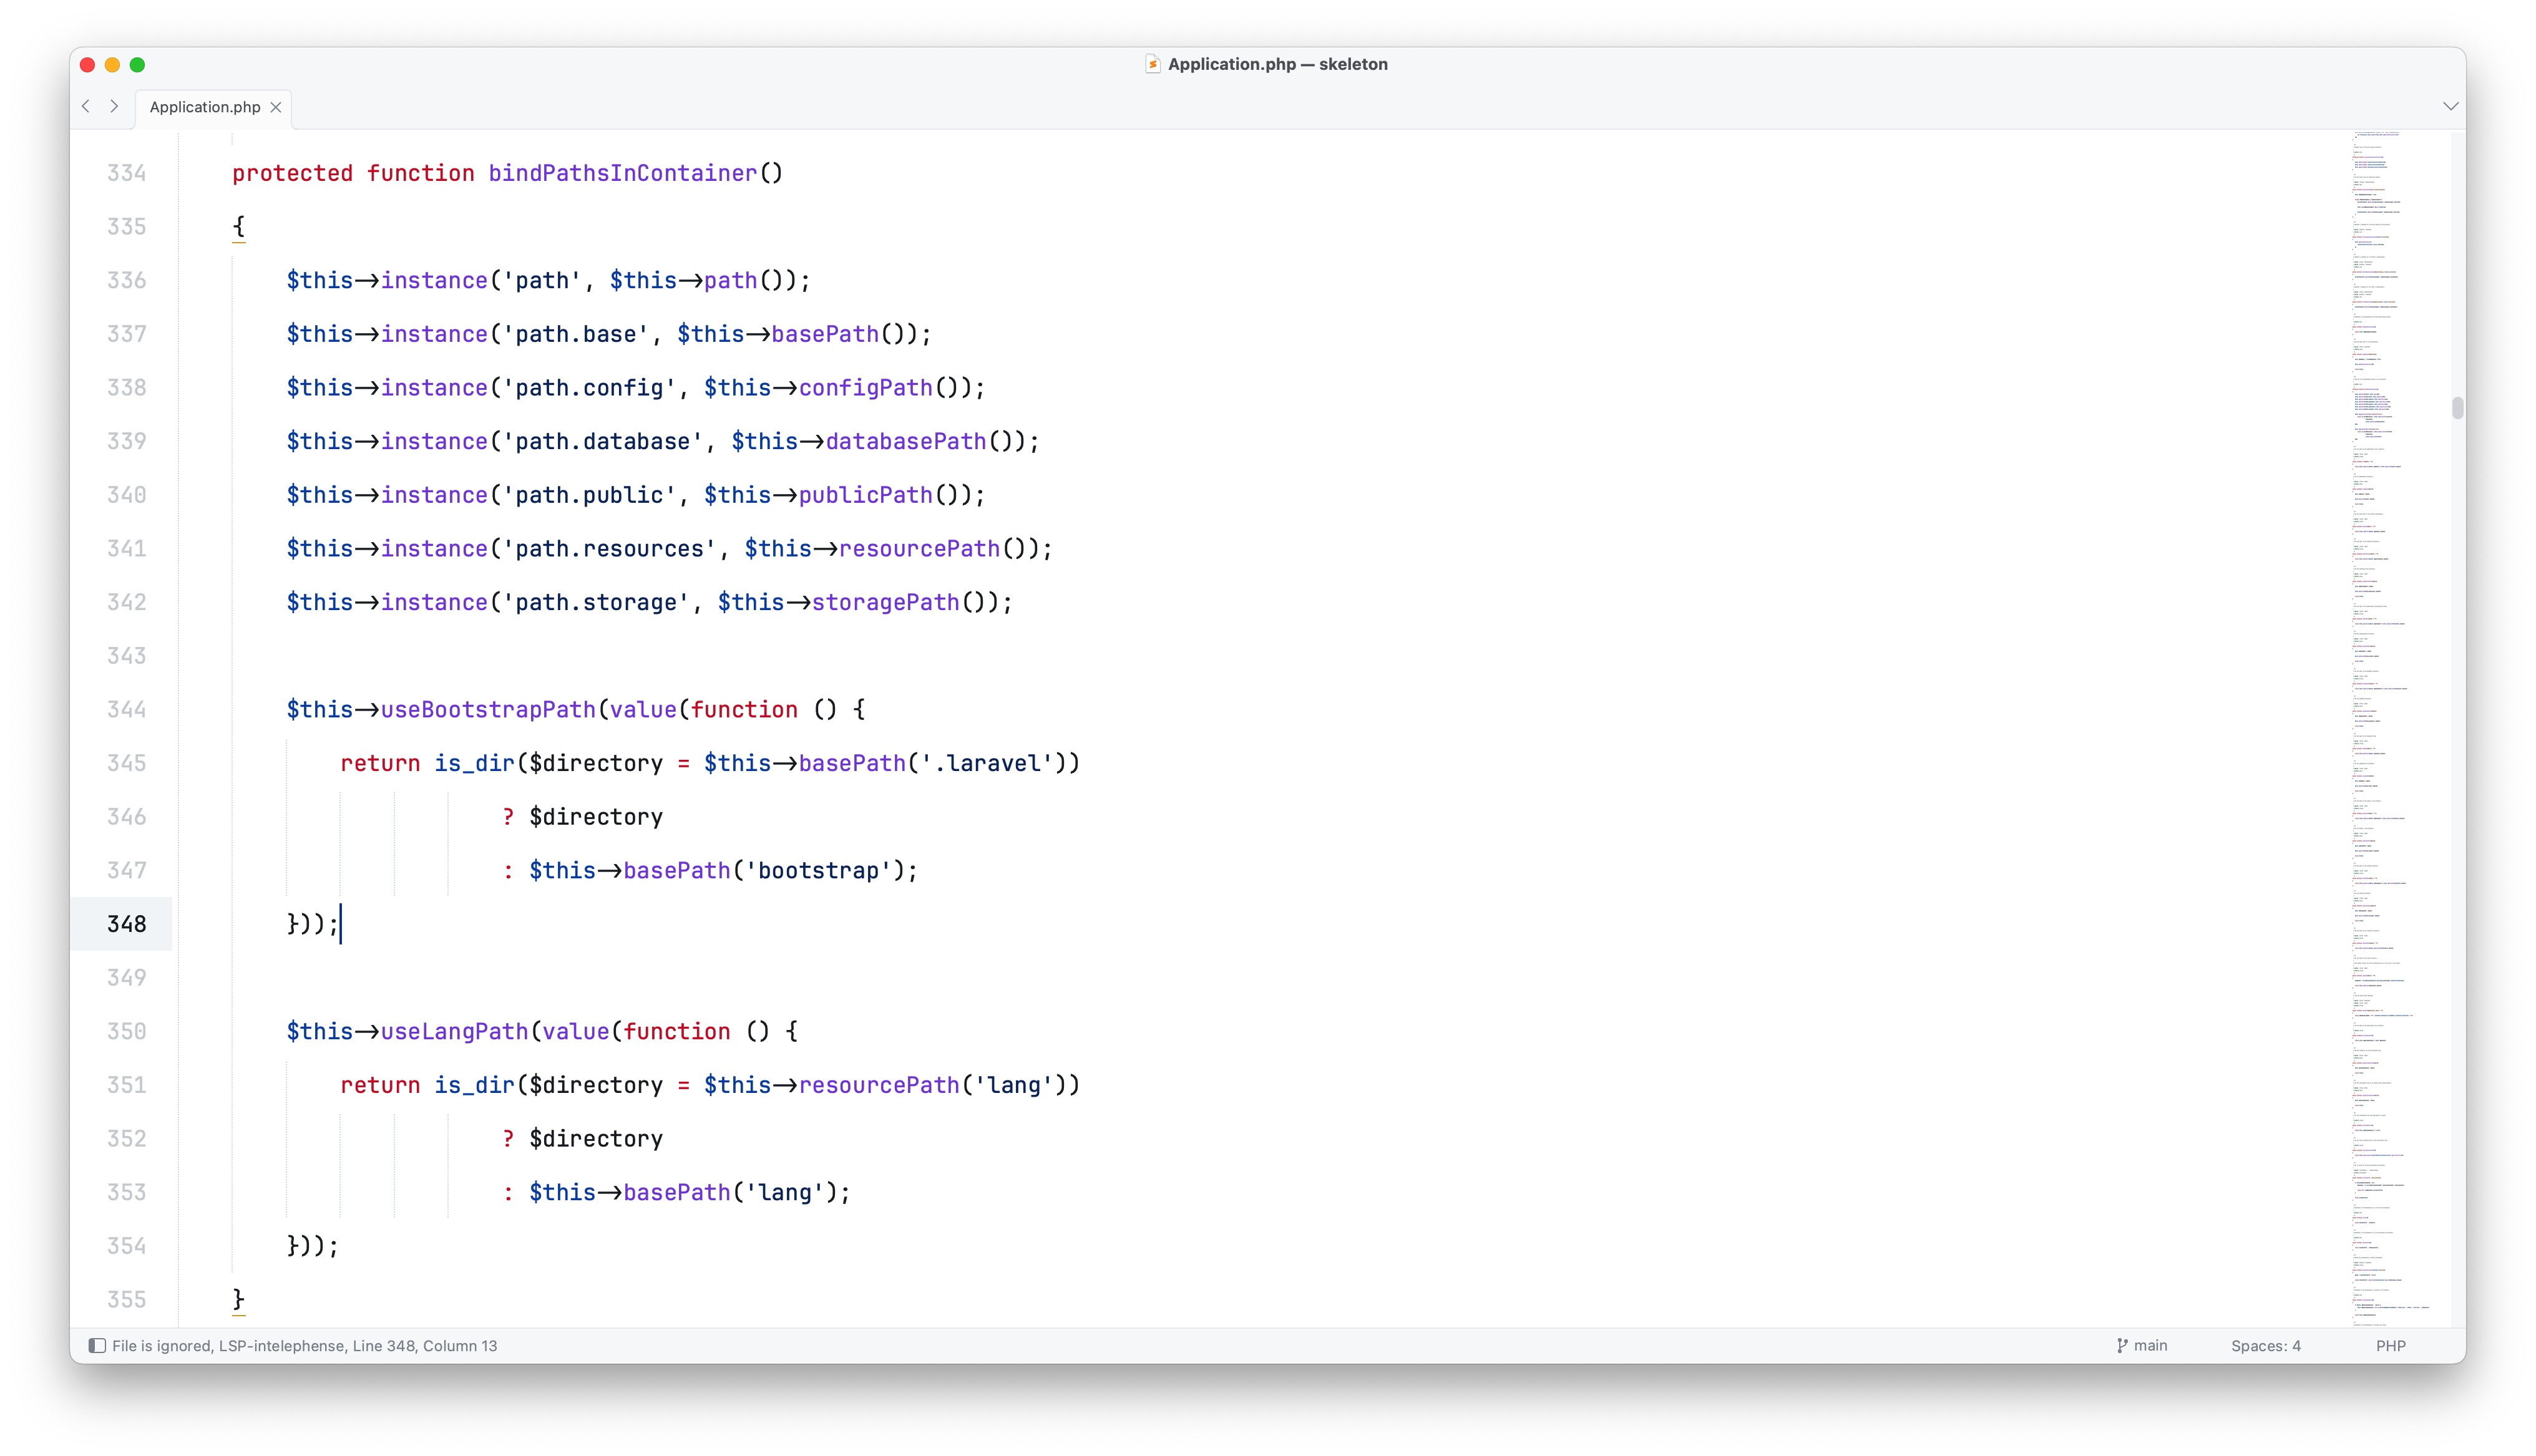 Application.php — skeleton
Application.php
334 protected function bindPathsInContainer()
335 {
336 $this->instance('path', $this->path());
337 $this->instance('path.base', $this->basePath());
338 $this->instance('path.config', $this->configPath());
339 $this->instance('path.database', $this->databasePath());
340 $this->instance('path.public', $this->publicPath());
341 $this->instance('path.resources', $this->resourcePath());
342 $this->instance('path.storage', $this->storagePath());
343
344 $this->useBootstrapPath(value(function () {
345 return is_dir($directory = $this->basePath('.laravel'))
346 ? $directory
347 : $this->basePath('bootstrap');
348 }));
349
350 $this->useLangPath(value(function () {
351 return is_dir($directory = $this->resourcePath('lang'))
352 ? $directory
353 : $this->basePath('lang');
354 }));
355 }
File is ignored, LSP-intelephense, Line 348, Column 13 main Spaces: 4 PHP